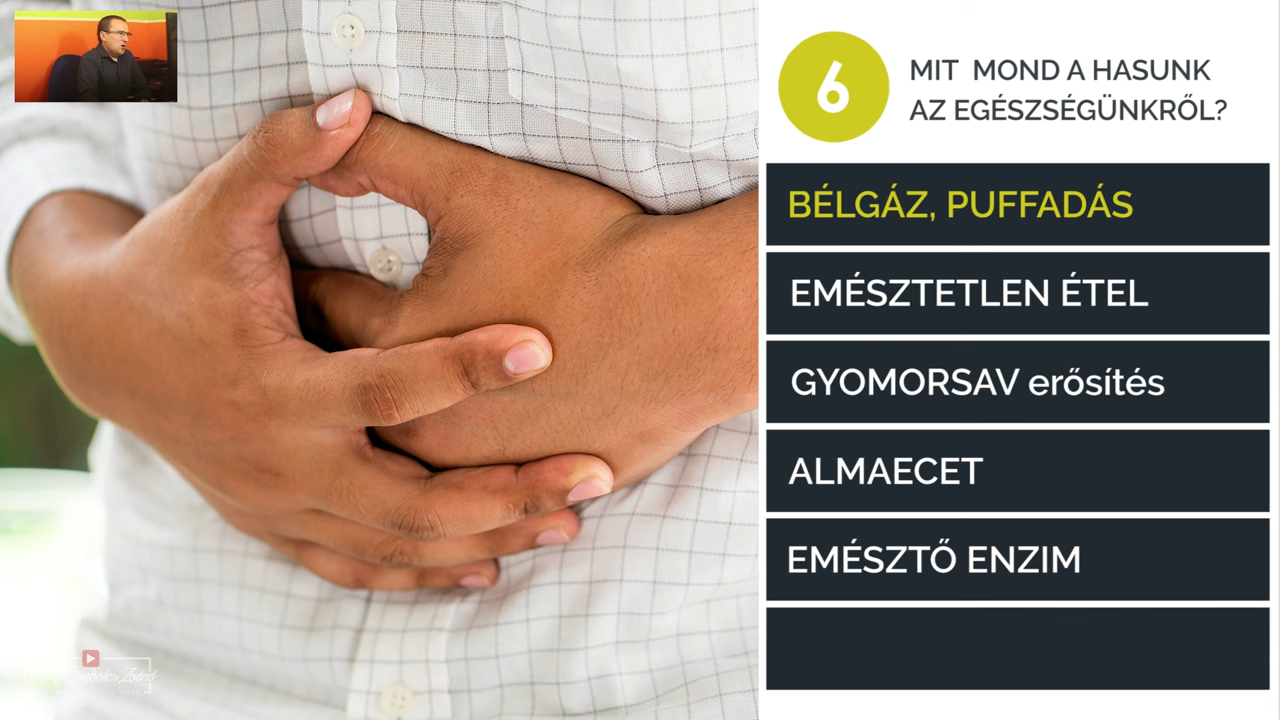 6
MIT MOND A HASUNK
AZ EGÉSZSÉGÜNKRŐL?
BÉLGÁZ, PUFFADÁS
EMÉSZTETLEN ÉTEL
GYOMORSAV erősítés
ALMAECET
EMÉSZTŐ ENZIM